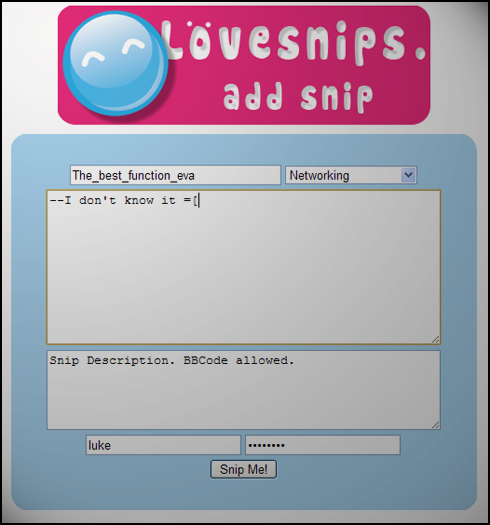 Lövesnips.
add snip
The_best_function_eva Networking
--I don't know it =[
Snip Description. BBCode allowed.
luke ••••••••
Snip Me!